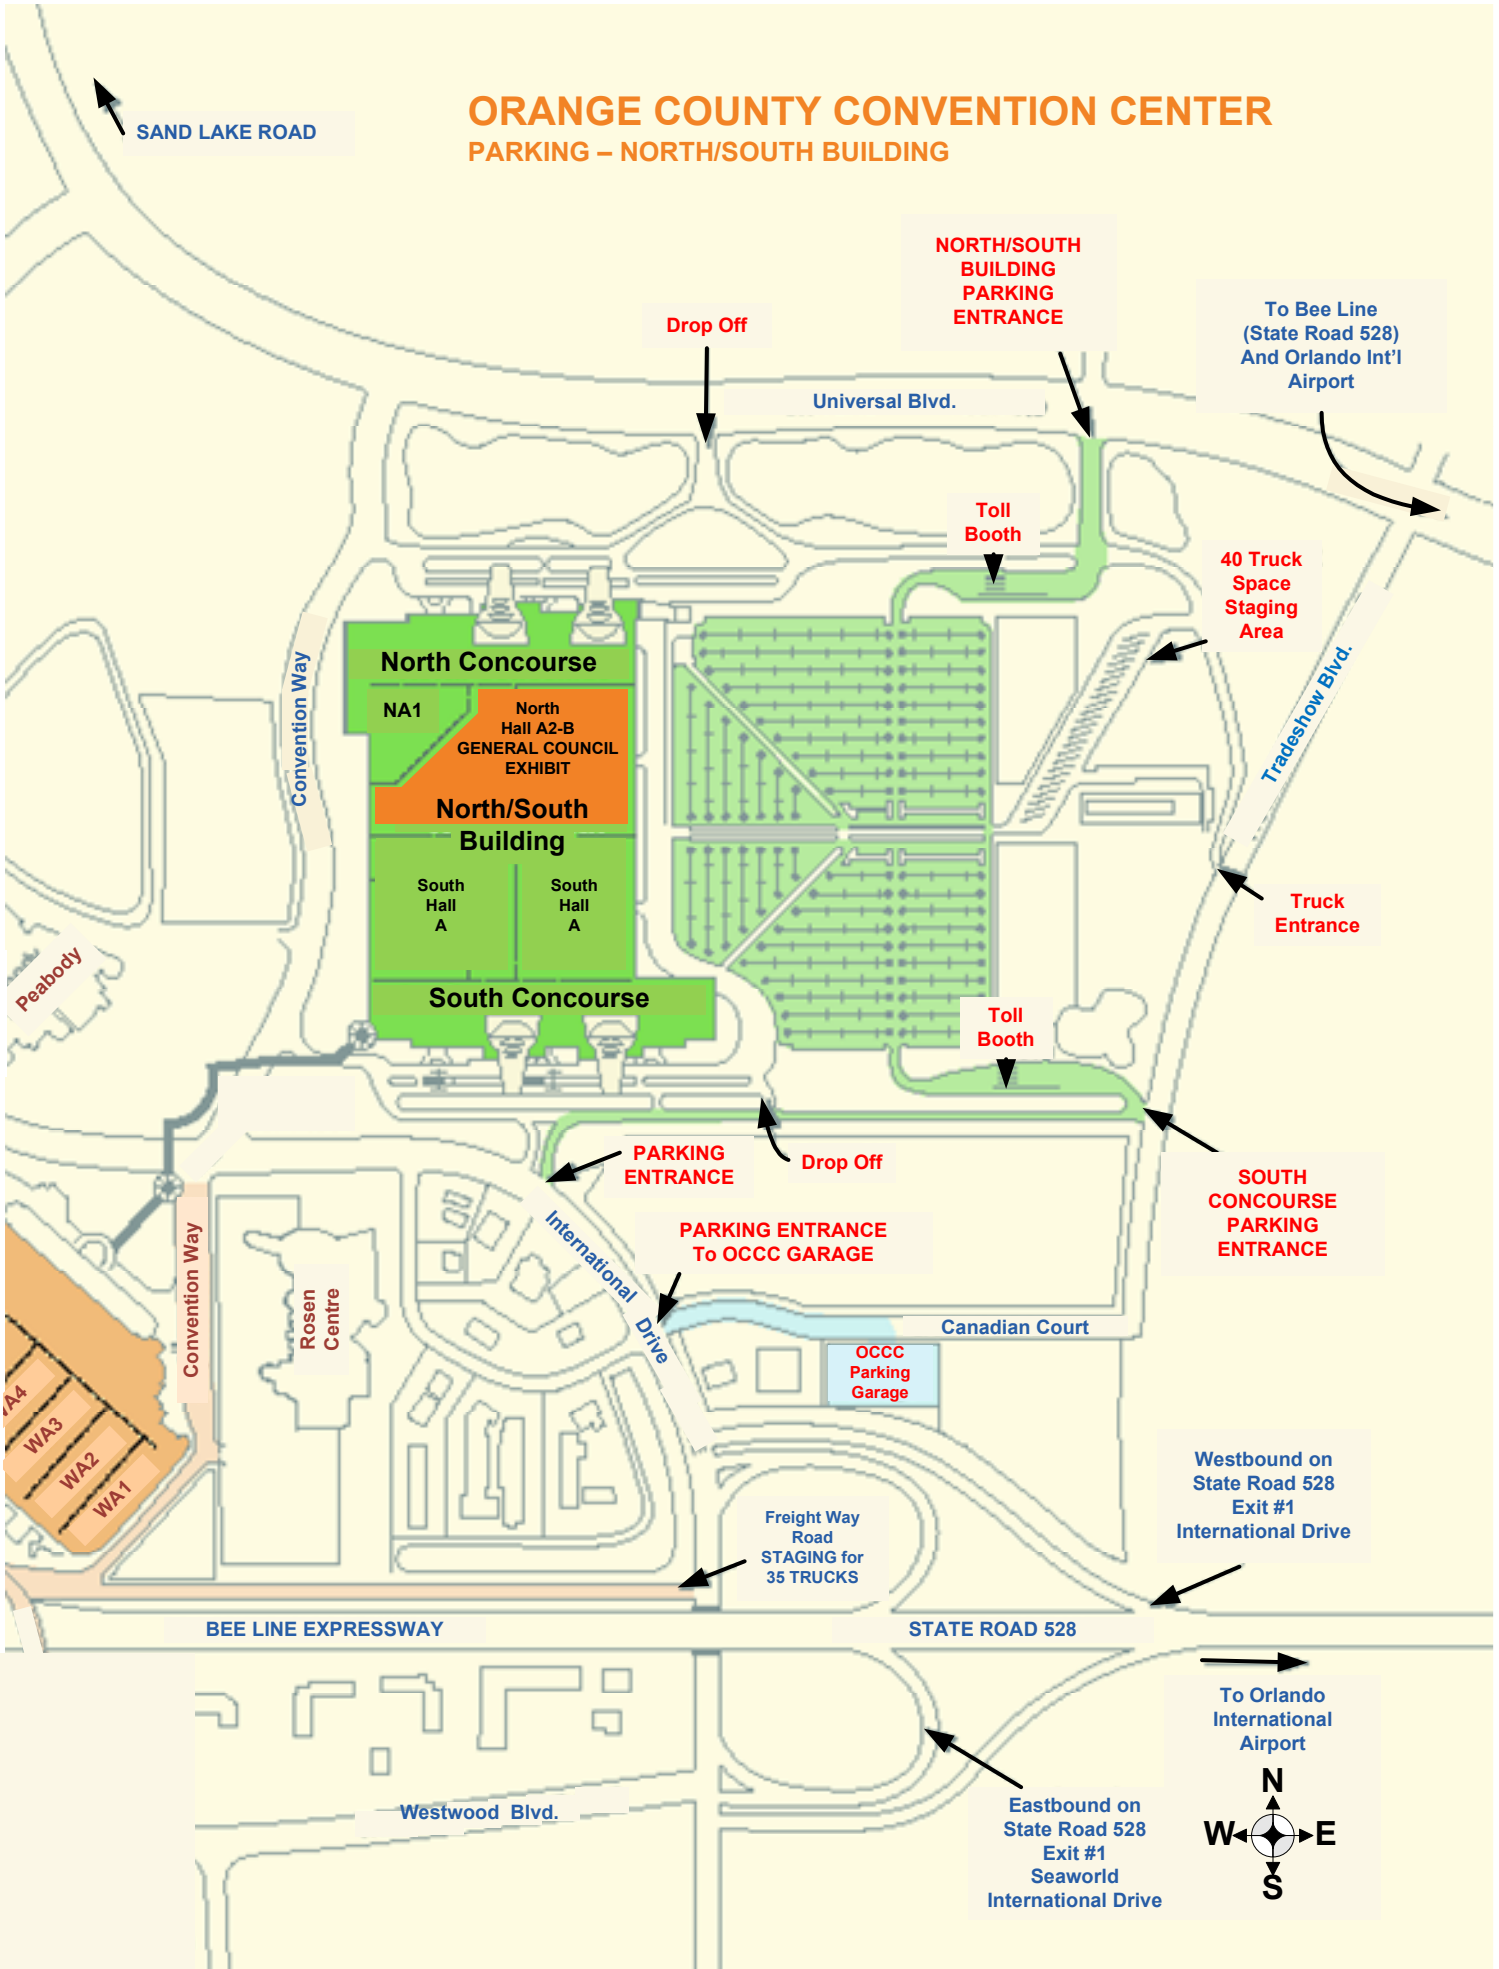 ORANGE COUNTY CONVENTION CENTER
PARKING – NORTH/SOUTH BUILDING
SAND LAKE ROAD
NORTH/SOUTH
BUILDING
PARKING
ENTRANCE
To Bee Line
(State Road 528)
And Orlando Int'l
Airport
Drop Off
Universal Blvd.
Toll
Booth
40 Truck
Space
Staging
Area
Tradeshow Blvd.
Convention Way
North Concourse
NA1
North
Hall A2-B
GENERAL COUNCIL
EXHIBIT
North/South
Building
South
Hall
A
South
Hall
A
South Concourse
Truck
Entrance
Peabody
Toll
Booth
PARKING
ENTRANCE
Drop Off
SOUTH
CONCOURSE
PARKING
ENTRANCE
International Drive
PARKING ENTRANCE
To OCCC GARAGE
Convention Way
Rosen
Centre
Canadian Court
OCCC
Parking
Garage
WA3
WA2
WA1
Westbound on
State Road 528
Exit #1
International Drive
Freight Way
Road
STAGING for
35 TRUCKS
BEE LINE EXPRESSWAY
STATE ROAD 528
To Orlando
International
Airport
Westwood Blvd.
Eastbound on
State Road 528
Exit #1
Seaworld
International Drive
N
W E
S